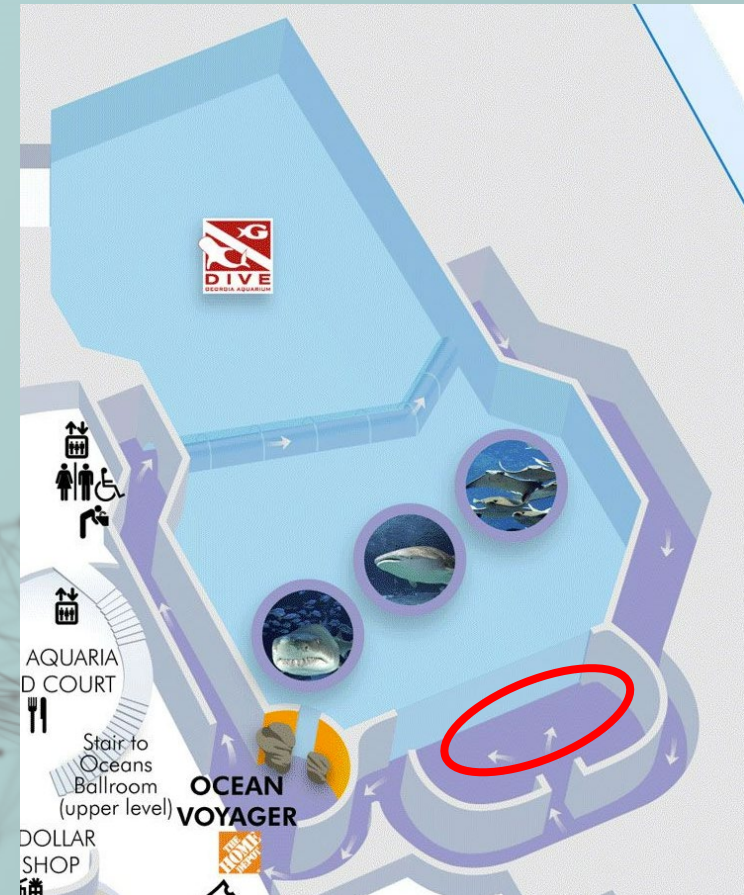 G
DIVE
GEORGIA AQUARIUM
AQUARIA
D COURT
Stair to
Oceans
Ballroom
(upper level)
OCEAN
VOYAGER
THE
HOME
DEPOT
DOLLAR
SHOP